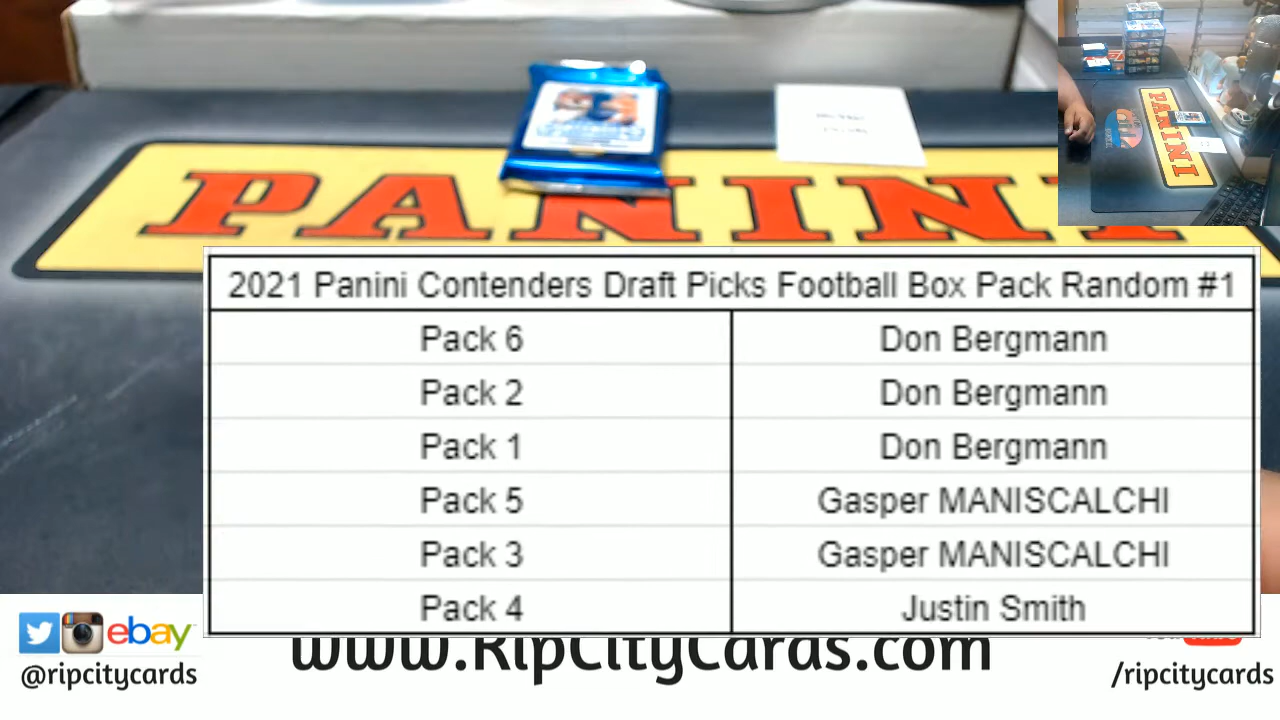 PANINI
PANINI
2021 Panini Contenders Draft Picks Football Box Pack Random #1
Pack 6 Don Bergmann
Pack 2 Don Bergmann
Pack 1 Don Bergmann
Pack 5 Gasper MANISCALCHI
Pack 3 Gasper MANISCALCHI
Pack 4 Justin Smith
ebay
www.RipCityCards.com
@ripcitycards
/ripcitycards